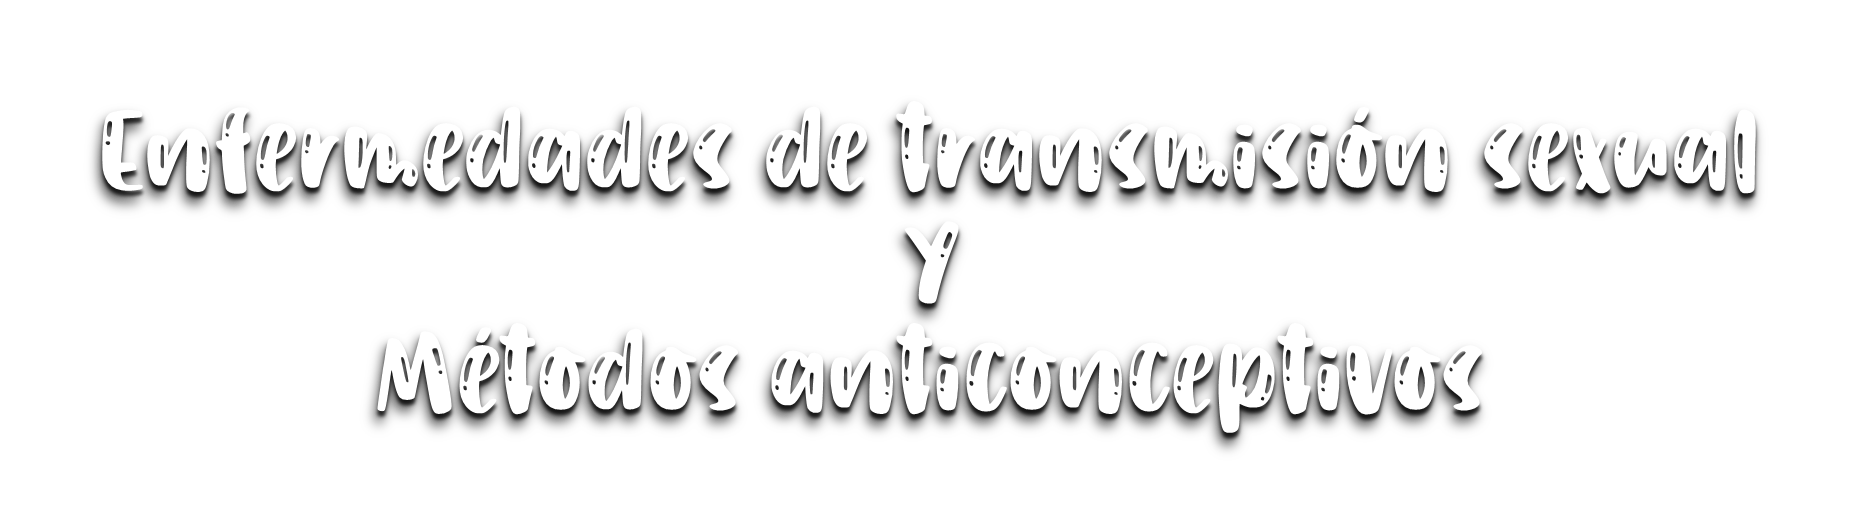 Enfermedades de transmisión sexual
Y
Métodos anticonceptivos